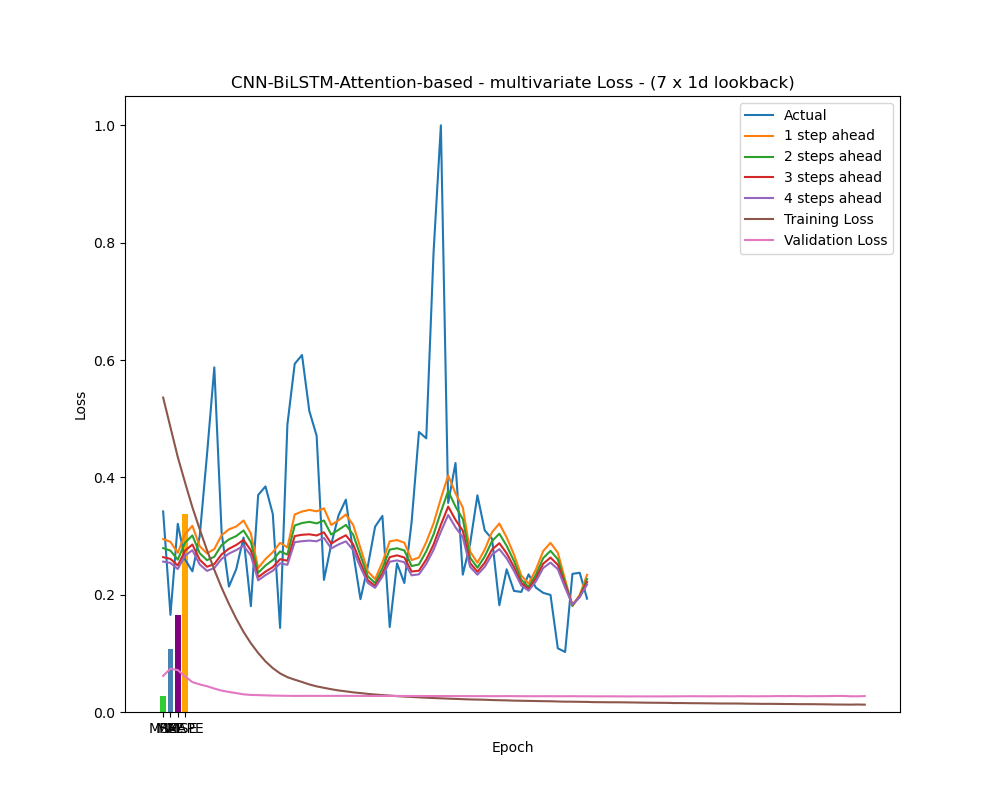 CNN-BiLSTM-Attention-based - multivariate Loss - (7 x 1d lookback)
Actual
1 step ahead
2 steps ahead
3 steps ahead
4 steps ahead
Training Loss
Validation Loss
1.0
0.8
0.6
0.4
0.2
0.0
Loss
Epoch